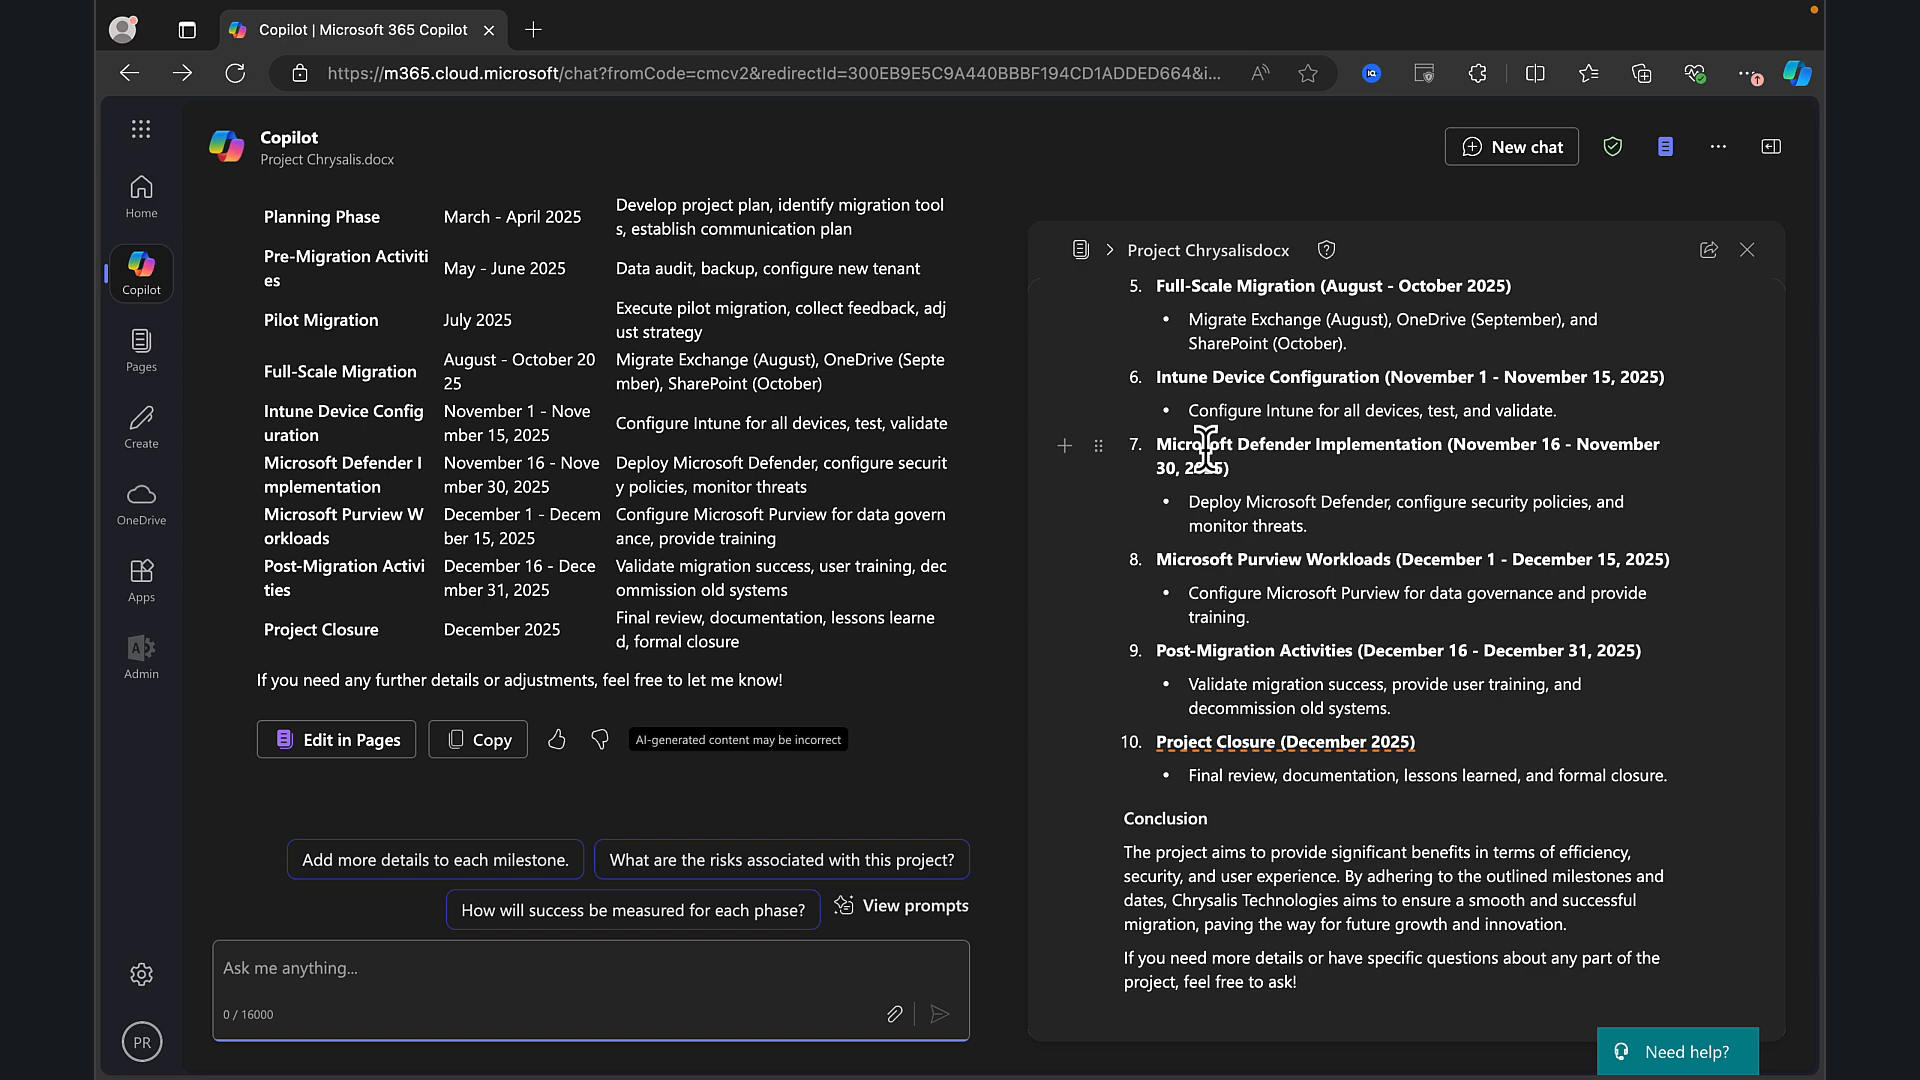 Copilot | Microsoft 365 Copilot
https://m365.cloud.microsoft/chat?fromCode=cmcv2&redirectId=300EB9E5C9A440BBBF194CD1ADDED664&i...
Copilot
Project Chrysalis.docx
New chat
Home
Copilot
Pages
Create
OneDrive
Apps
Admin
PR
Planning Phase
March - April 2025
Develop project plan, identify migration tool
s, establish communication plan
Pre-Migration Activiti
es
May - June 2025
Data audit, backup, configure new tenant
Pilot Migration
July 2025
Execute pilot migration, collect feedback, adj
ust strategy
Full-Scale Migration
August - October 20
25
Migrate Exchange (August), OneDrive (Septe
mber), SharePoint (October)
Intune Device Config
uration
November 1 - Nove
mber 15, 2025
Configure Intune for all devices, test, validate
Microsoft Defender I
mplementation
November 16 - Nove
mber 30, 2025
Deploy Microsoft Defender, configure securit
y policies, monitor threats
Microsoft Purview W
orkloads
December 1 - Decem
ber 15, 2025
Configure Microsoft Purview for data govern
ance, provide training
Post-Migration Activi
ties
December 16 - Dece
mber 31, 2025
Validate migration success, user training, dec
ommission old systems
Project Closure
December 2025
Final review, documentation, lessons learne
d, formal closure
If you need any further details or adjustments, feel free to let me know!
Edit in Pages
Copy
AI-generated content may be incorrect
Add more details to each milestone.
What are the risks associated with this project?
How will success be measured for each phase?
View prompts
Ask me anything...
0 / 16000
Project Chrysalisdocx
5. Full-Scale Migration (August - October 2025)
• Migrate Exchange (August), OneDrive (September), and
SharePoint (October).
6. Intune Device Configuration (November 1 - November 15, 2025)
• Configure Intune for all devices, test, and validate.
7. Microsoft Defender Implementation (November 16 - November
30, 2025)
• Deploy Microsoft Defender, configure security policies, and
monitor threats.
8. Microsoft Purview Workloads (December 1 - December 15, 2025)
• Configure Microsoft Purview for data governance and provide
training.
9. Post-Migration Activities (December 16 - December 31, 2025)
• Validate migration success, provide user training, and
decommission old systems.
10. Project Closure (December 2025)
• Final review, documentation, lessons learned, and formal closure.
Conclusion
The project aims to provide significant benefits in terms of efficiency,
security, and user experience. By adhering to the outlined milestones and
dates, Chrysalis Technologies aims to ensure a smooth and successful
migration, paving the way for future growth and innovation.
If you need more details or have specific questions about any part of the
project, feel free to ask!
Need help?